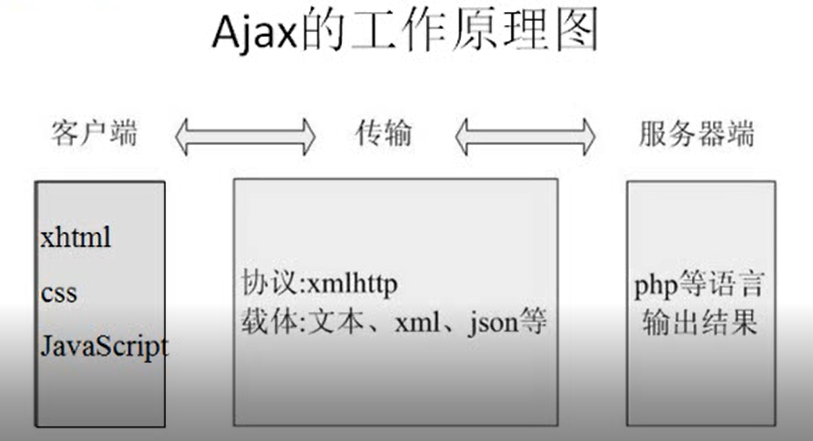 Ajax的工作原理图
客户端
传输
服务器端
xhtml
css
JavaScript
协议:xmlhttp
载体:文本、xml、json等
php等语言
输出结果